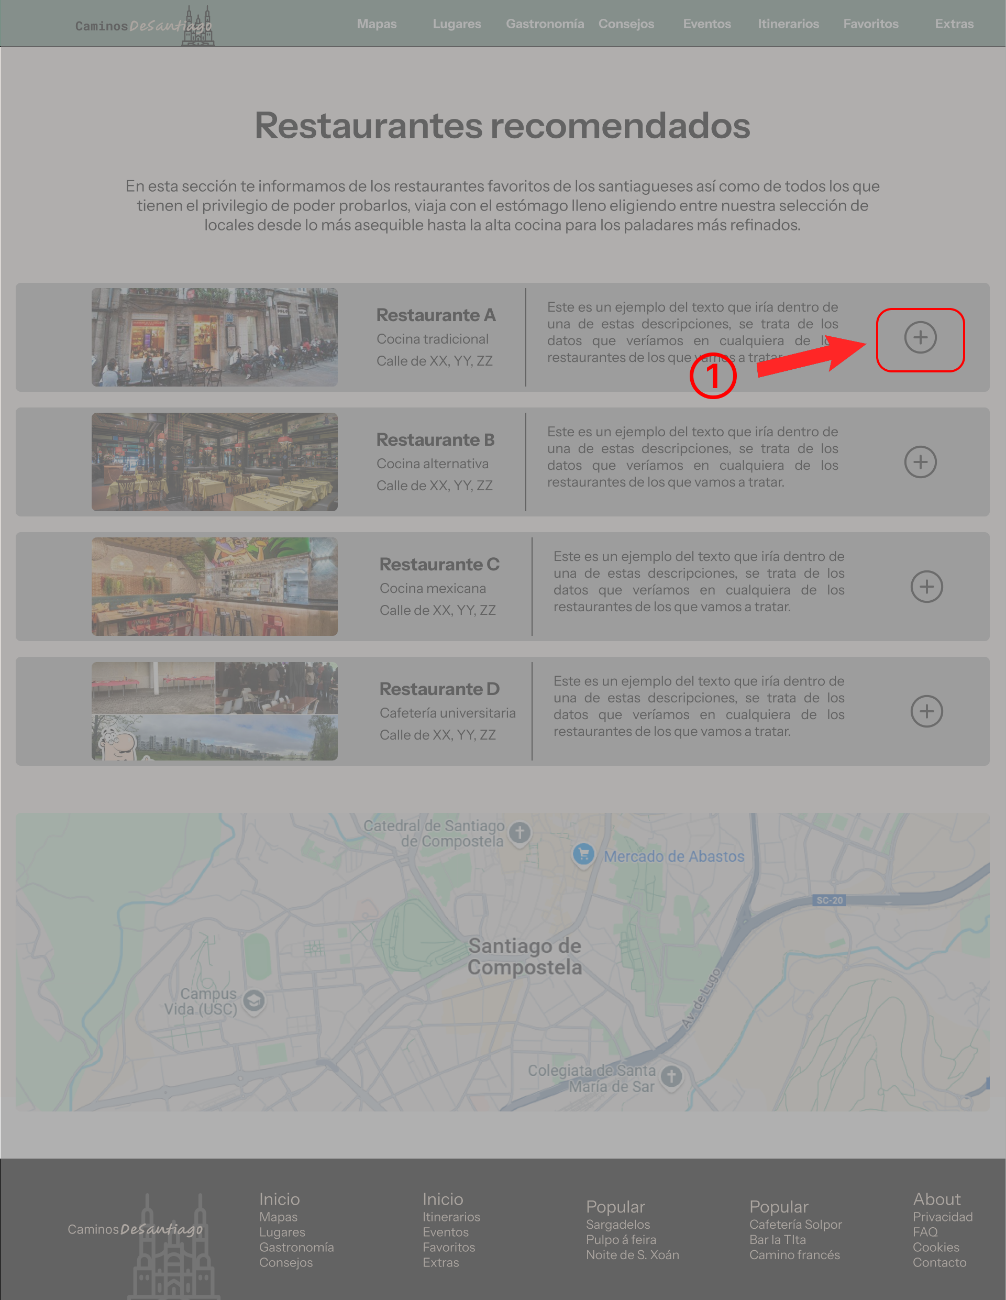 CaminosDeSantiago
Mapas Lugares Gastronomía Consejos Eventos Itinerarios Favoritos Extras
Restaurantes recomendados
En esta sección te informamos de los restaurantes favoritos de los santiagueses así como de todos los que
tienen el privilegio de poder probarlos, viaja con el estómago lleno eligiendo entre nuestra selección de
locales desde lo más asequible hasta la alta cocina para los paladares más refinados.
Restaurante A
Cocina tradicional
Calle de XX, YY, ZZ
Este es un ejemplo del texto que iría dentro de
una de estas descripciones, se trata de los
datos que veríamos en cualquiera de los
restaurantes de los que vamos a tratar.
1
Restaurante B
Cocina alternativa
Calle de XX, YY, ZZ
Este es un ejemplo del texto que iría dentro de
una de estas descripciones, se trata de los
datos que veríamos en cualquiera de los
restaurantes de los que vamos a tratar.
Restaurante C
Cocina mexicana
Calle de XX, YY, ZZ
Este es un ejemplo del texto que iría dentro de
una de estas descripciones, se trata de los
datos que veríamos en cualquiera de los
restaurantes de los que vamos a tratar.
Restaurante D
Cafetería universitaria
Calle de XX, YY, ZZ
Este es un ejemplo del texto que iría dentro de
una de estas descripciones, se trata de los
datos que veríamos en cualquiera de los
restaurantes de los que vamos a tratar.
Catedral de Santiago
de Compostela
Mercado de Abastos
SC-20
Santiago de
Compostela
Campus
Vida (USC)
Av. de Lugo
Colegiata de Santa
María de Sar
CaminosDeSantiago
Inicio
Mapas
Lugares
Gastronomía
Consejos
Inicio
Itinerarios
Eventos
Favoritos
Extras
Popular
Sargadelos
Pulpo á feira
Noite de S. Xoán
Popular
Cafetería Solpor
Bar la TIta
Camino francés
About
Privacidad
FAQ
Cookies
Contacto